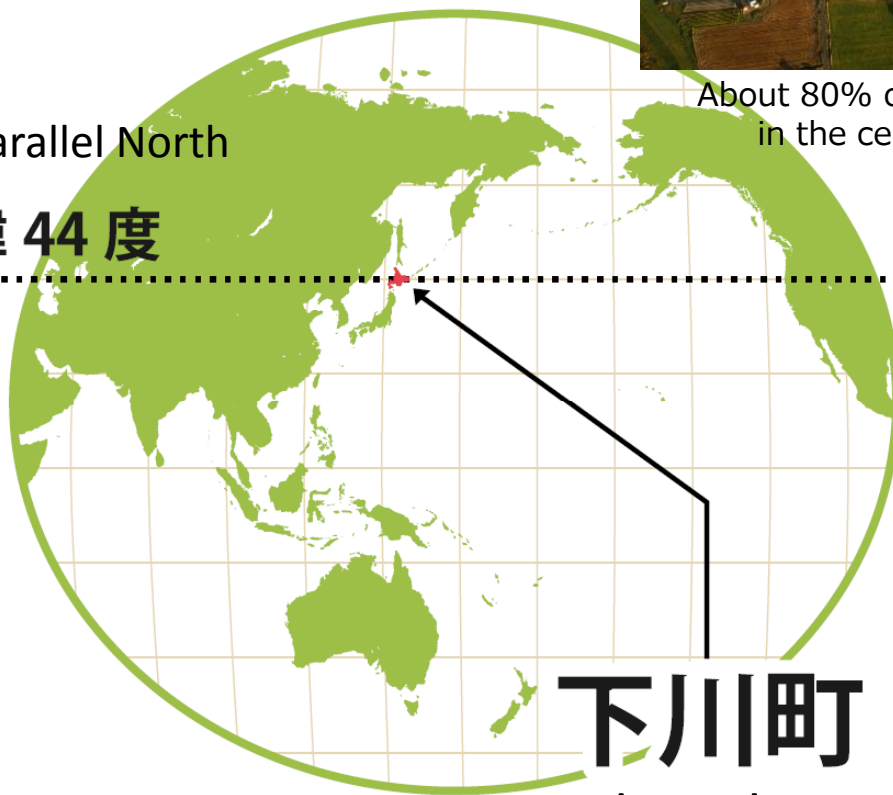 About 80% 
in the ce
arallel North
44 度
下川町